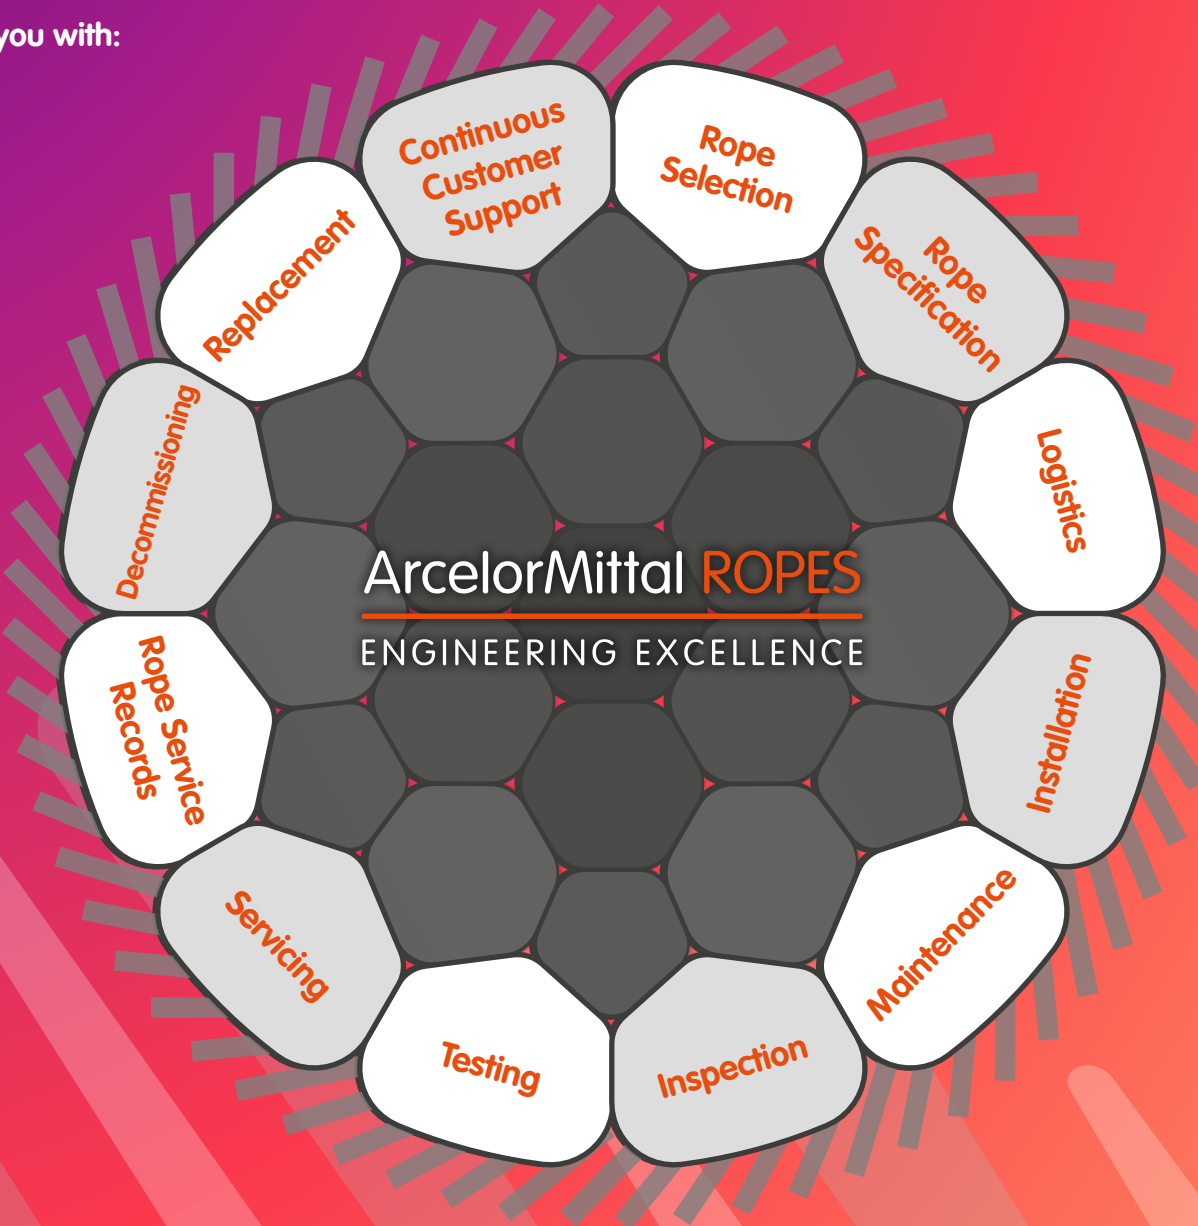 you with:
Continuous
Customer
Support
Rope
Selection
Rope
Specification
Logistics
Installation
Maintenance
Inspection
Testing
Servicing
Rope Service
Records
Decommissioning
Replacement
ArcelorMittal ROPES
ENGINEERING EXCELLENCE